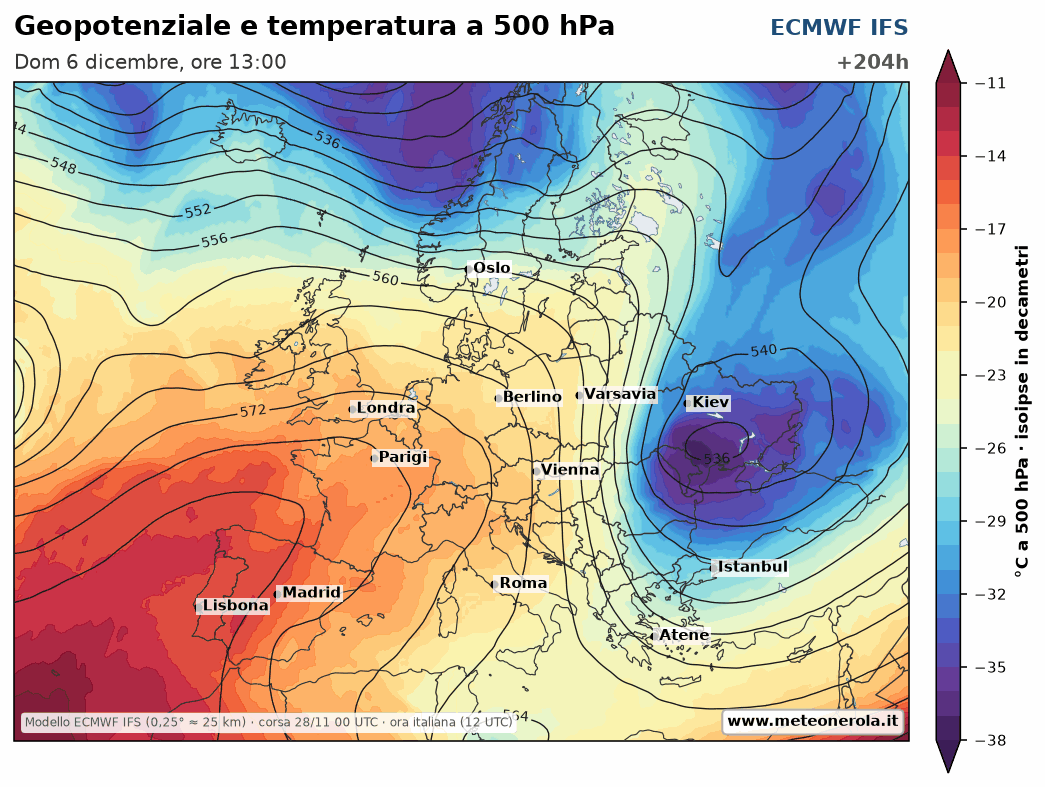 Geopotenziale e temperatura a 500 hPa
ECMWF IFS
Dom 6 dicembre, ore 13:00
+204h
536
548
552
556
560
572
540
536
Oslo
Berlino
Varsavia
Kiev
Londra
Parigi
Vienna
Istanbul
Roma
Madrid
Lisbona
Atene
Modello ECMWF IFS (0,25° ≈ 25 km) · corsa 28/11 00 UTC · ora italiana (12 UTC)
564
www.meteonerola.it
−11
−14
−17
−20
−23
−26
−29
−32
−35
−38
°C a 500 hPa · isoipse in decametri